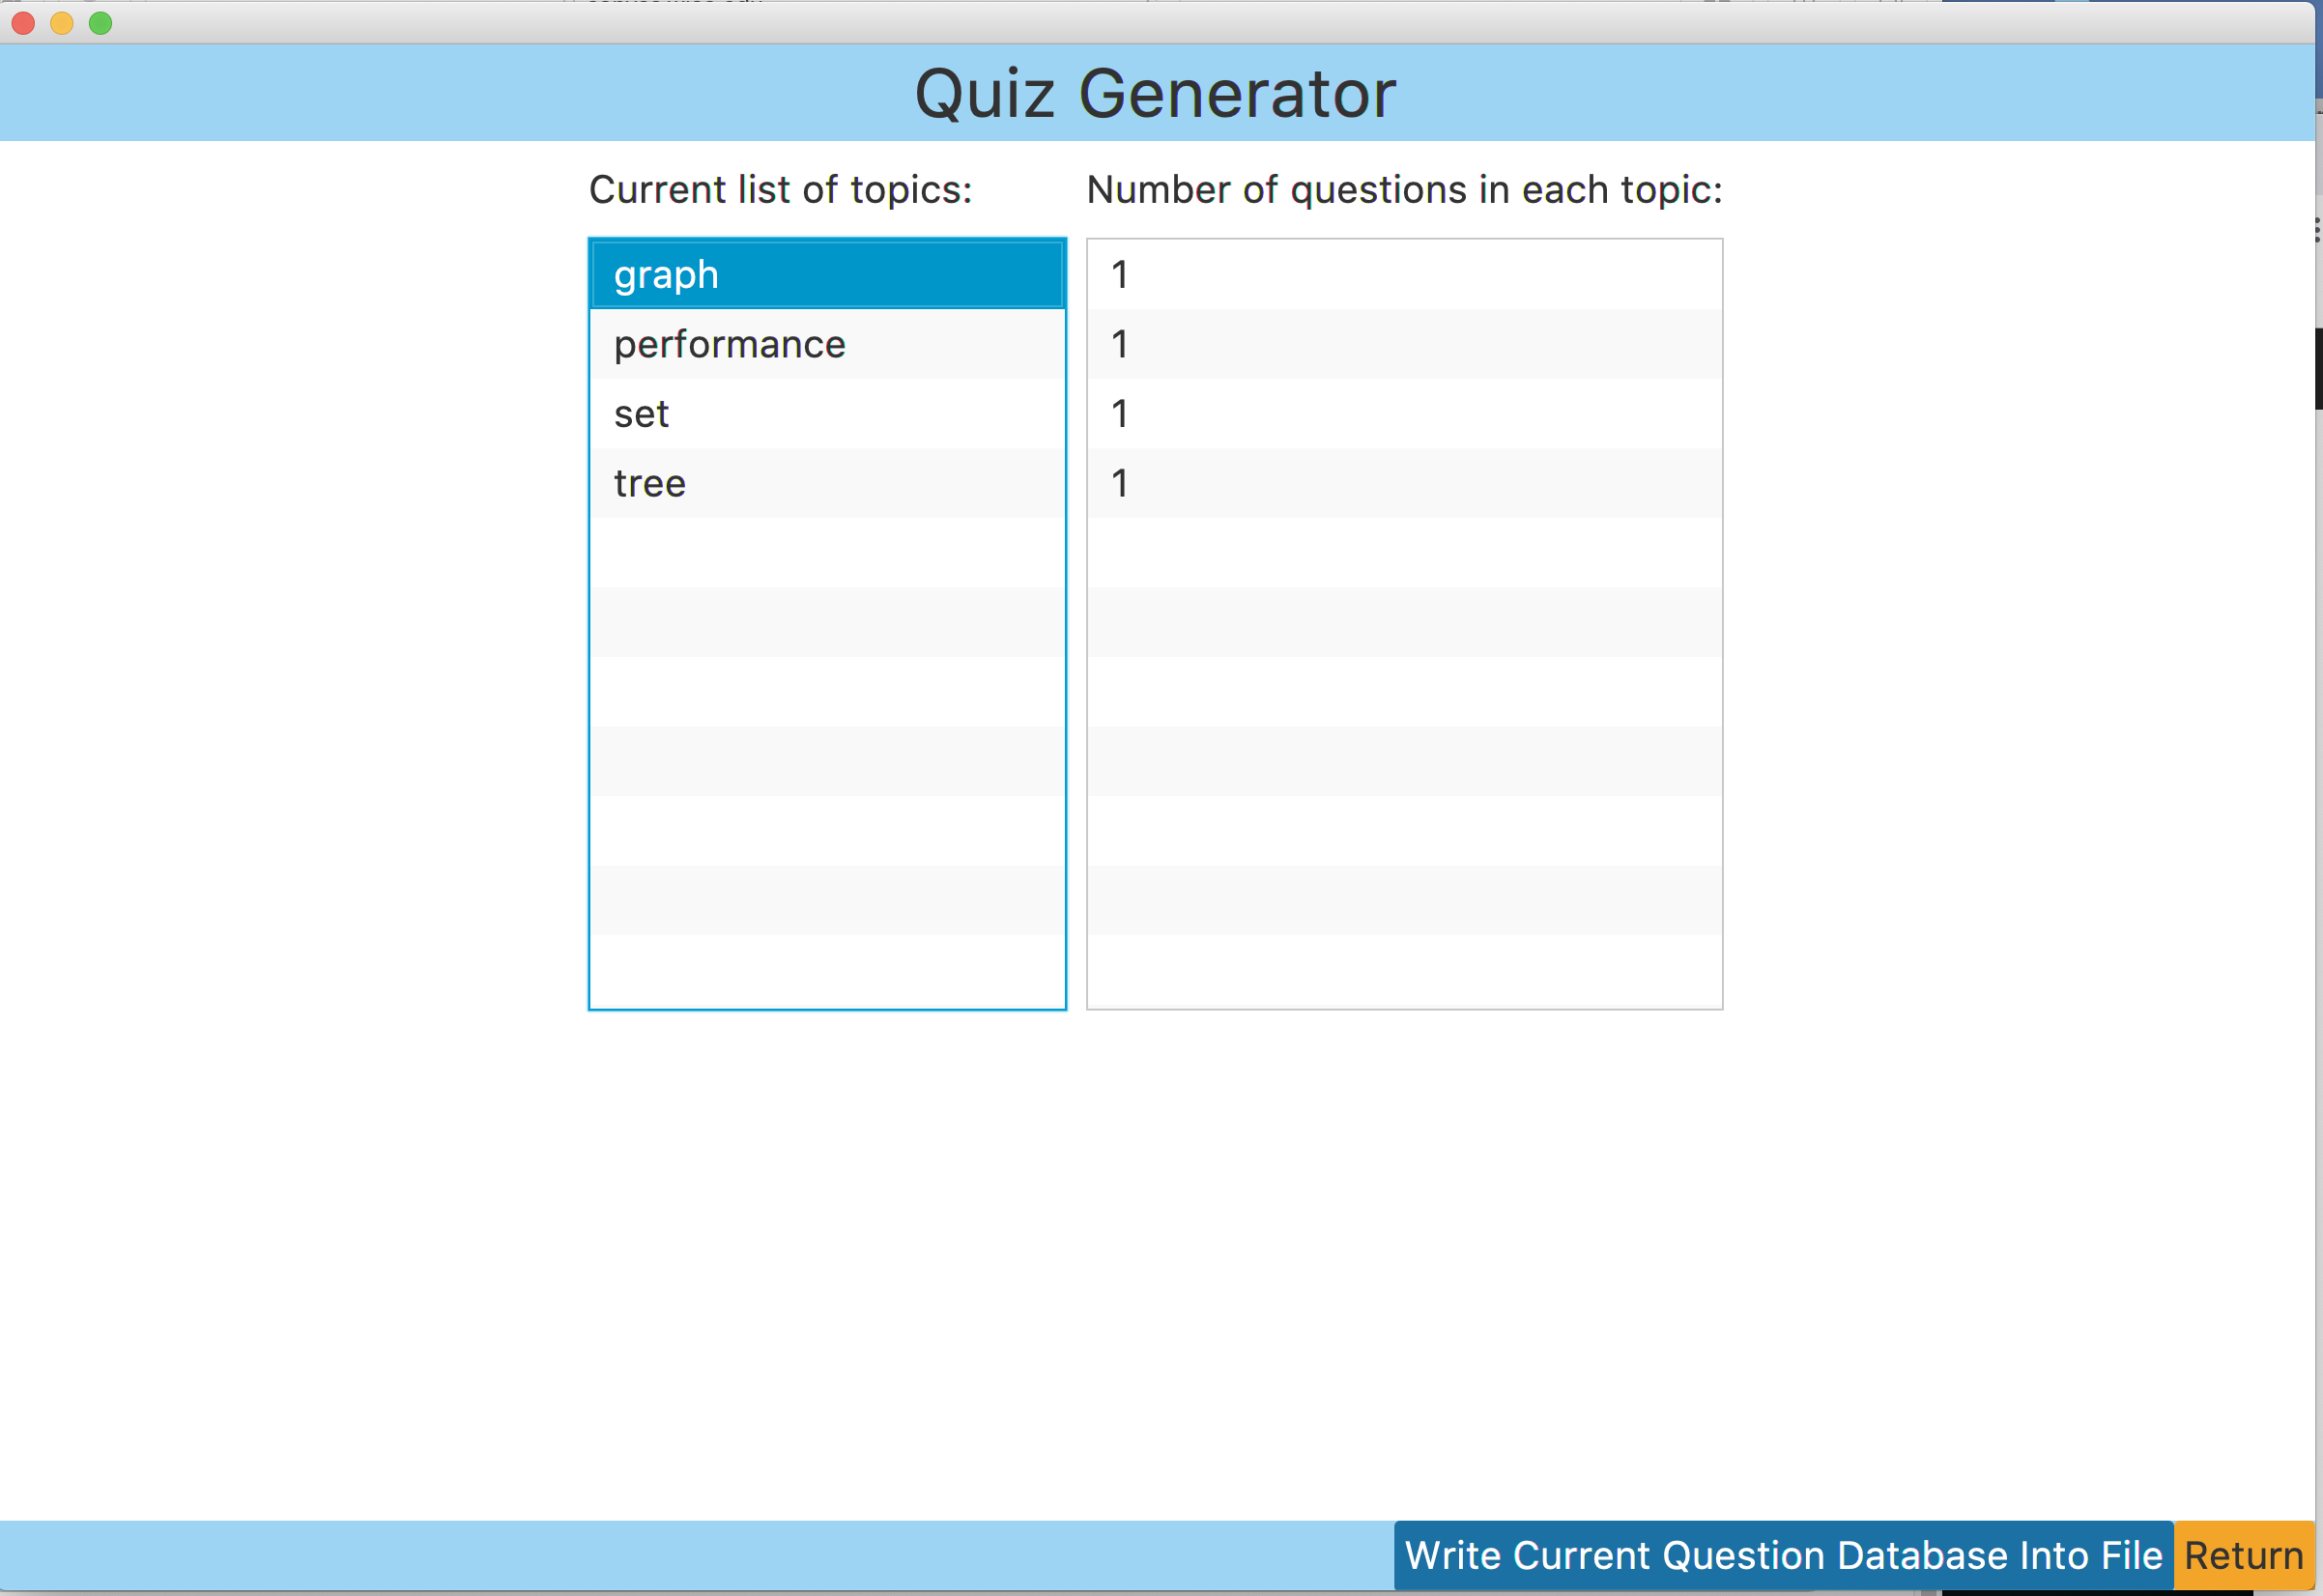 Quiz Generator
Current list of topics: Number of questions in each topic:
graph 1
performance 1
set 1
tree 1
Write Current Question Database Into File Return